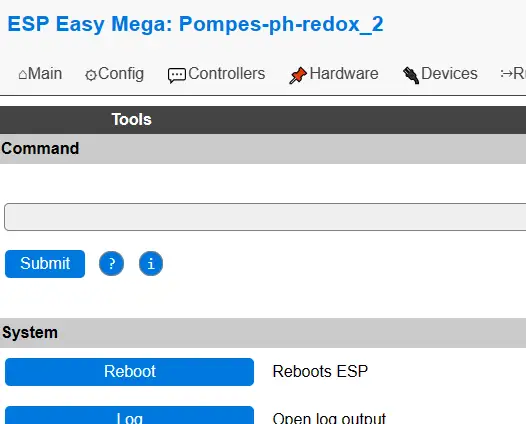 ESP Easy Mega: Pompes-ph-redox_2
⌂Main ⚙Config Controllers Hardware Devices
Tools
Command
Submit ? i
System
Reboot Reboots ESP
Log Open log output